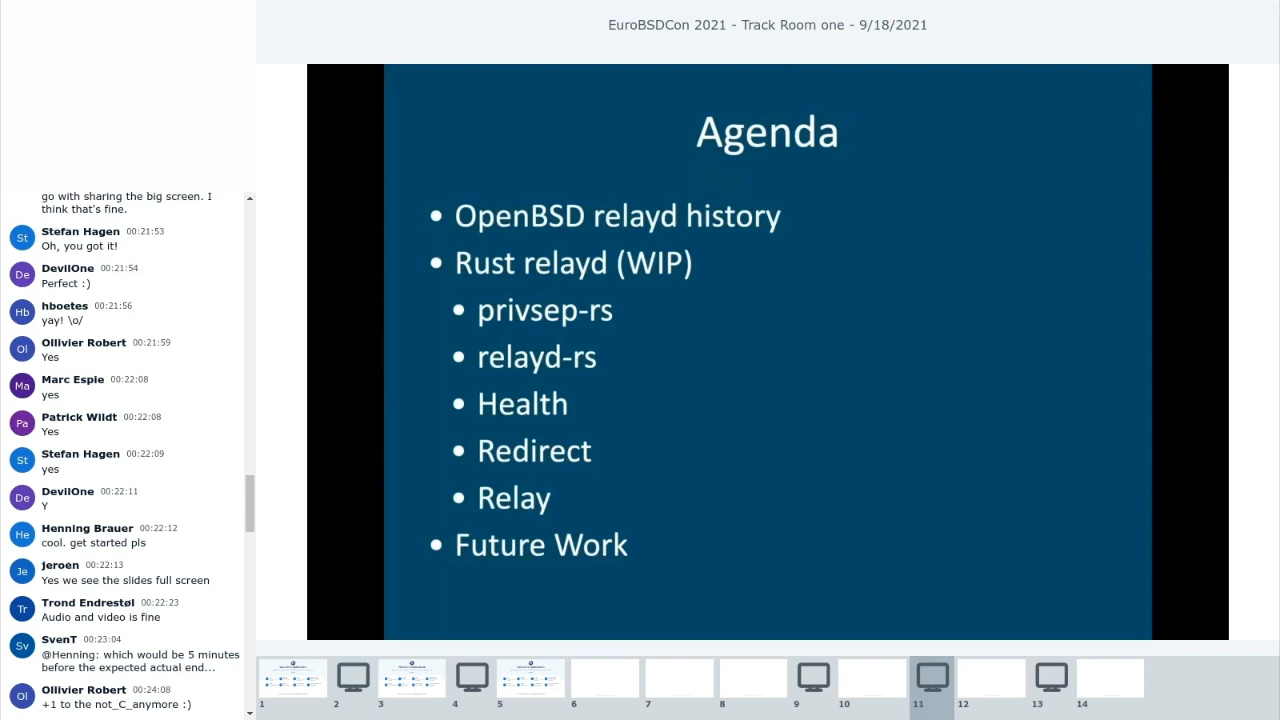 EuroBSDCon 2021 - Track Room one - 9/18/2021
go with sharing the big screen. I
think that's fine.
St
Stefan Hagen 00:21:53
Oh, you got it!
De
DevilOne 00:21:54
Perfect :)
Hb
hboetes 00:21:56
yay! \o/
Ol
Ollivier Robert 00:21:59
Yes
Ma
Marc Espie 00:22:08
yes
Pa
Patrick Wildt 00:22:08
Yes
St
Stefan Hagen 00:22:09
yes
De
DevilOne 00:22:11
Y
He
Henning Brauer 00:22:12
cool. get started pls
Je
jeroen 00:22:13
Yes we see the slides full screen
Tr
Trond Endrestøl 00:22:23
Audio and video is fine
Sv
SvenT 00:23:04
@Henning: which would be 5 minutes
before the expected actual end...
Ol
Ollivier Robert 00:24:08
+1 to the not_C_anymore :)
Agenda
• OpenBSD relayd history
• Rust relayd (WIP)
• privsep-rs
• relayd-rs
• Health
• Redirect
• Relay
• Future Work
1 2 3 4 5 6 7 8 9 10 11 12 13 14